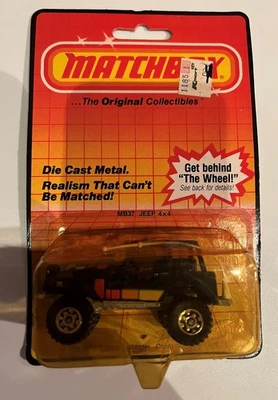 MATCHBOX
...The Original Collectibles
Die Cast Metal.
Realism That Can't
Be Matched!
Get behind
"The Wheel!"
See back for details!
MB37 JEEP 4x4